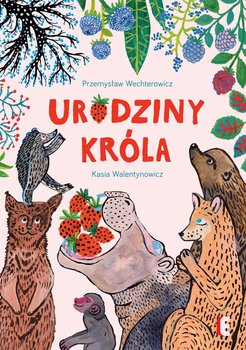 Przemysław Wechterowicz
URODZINY
KRÓLA
Kasia Walentynowicz